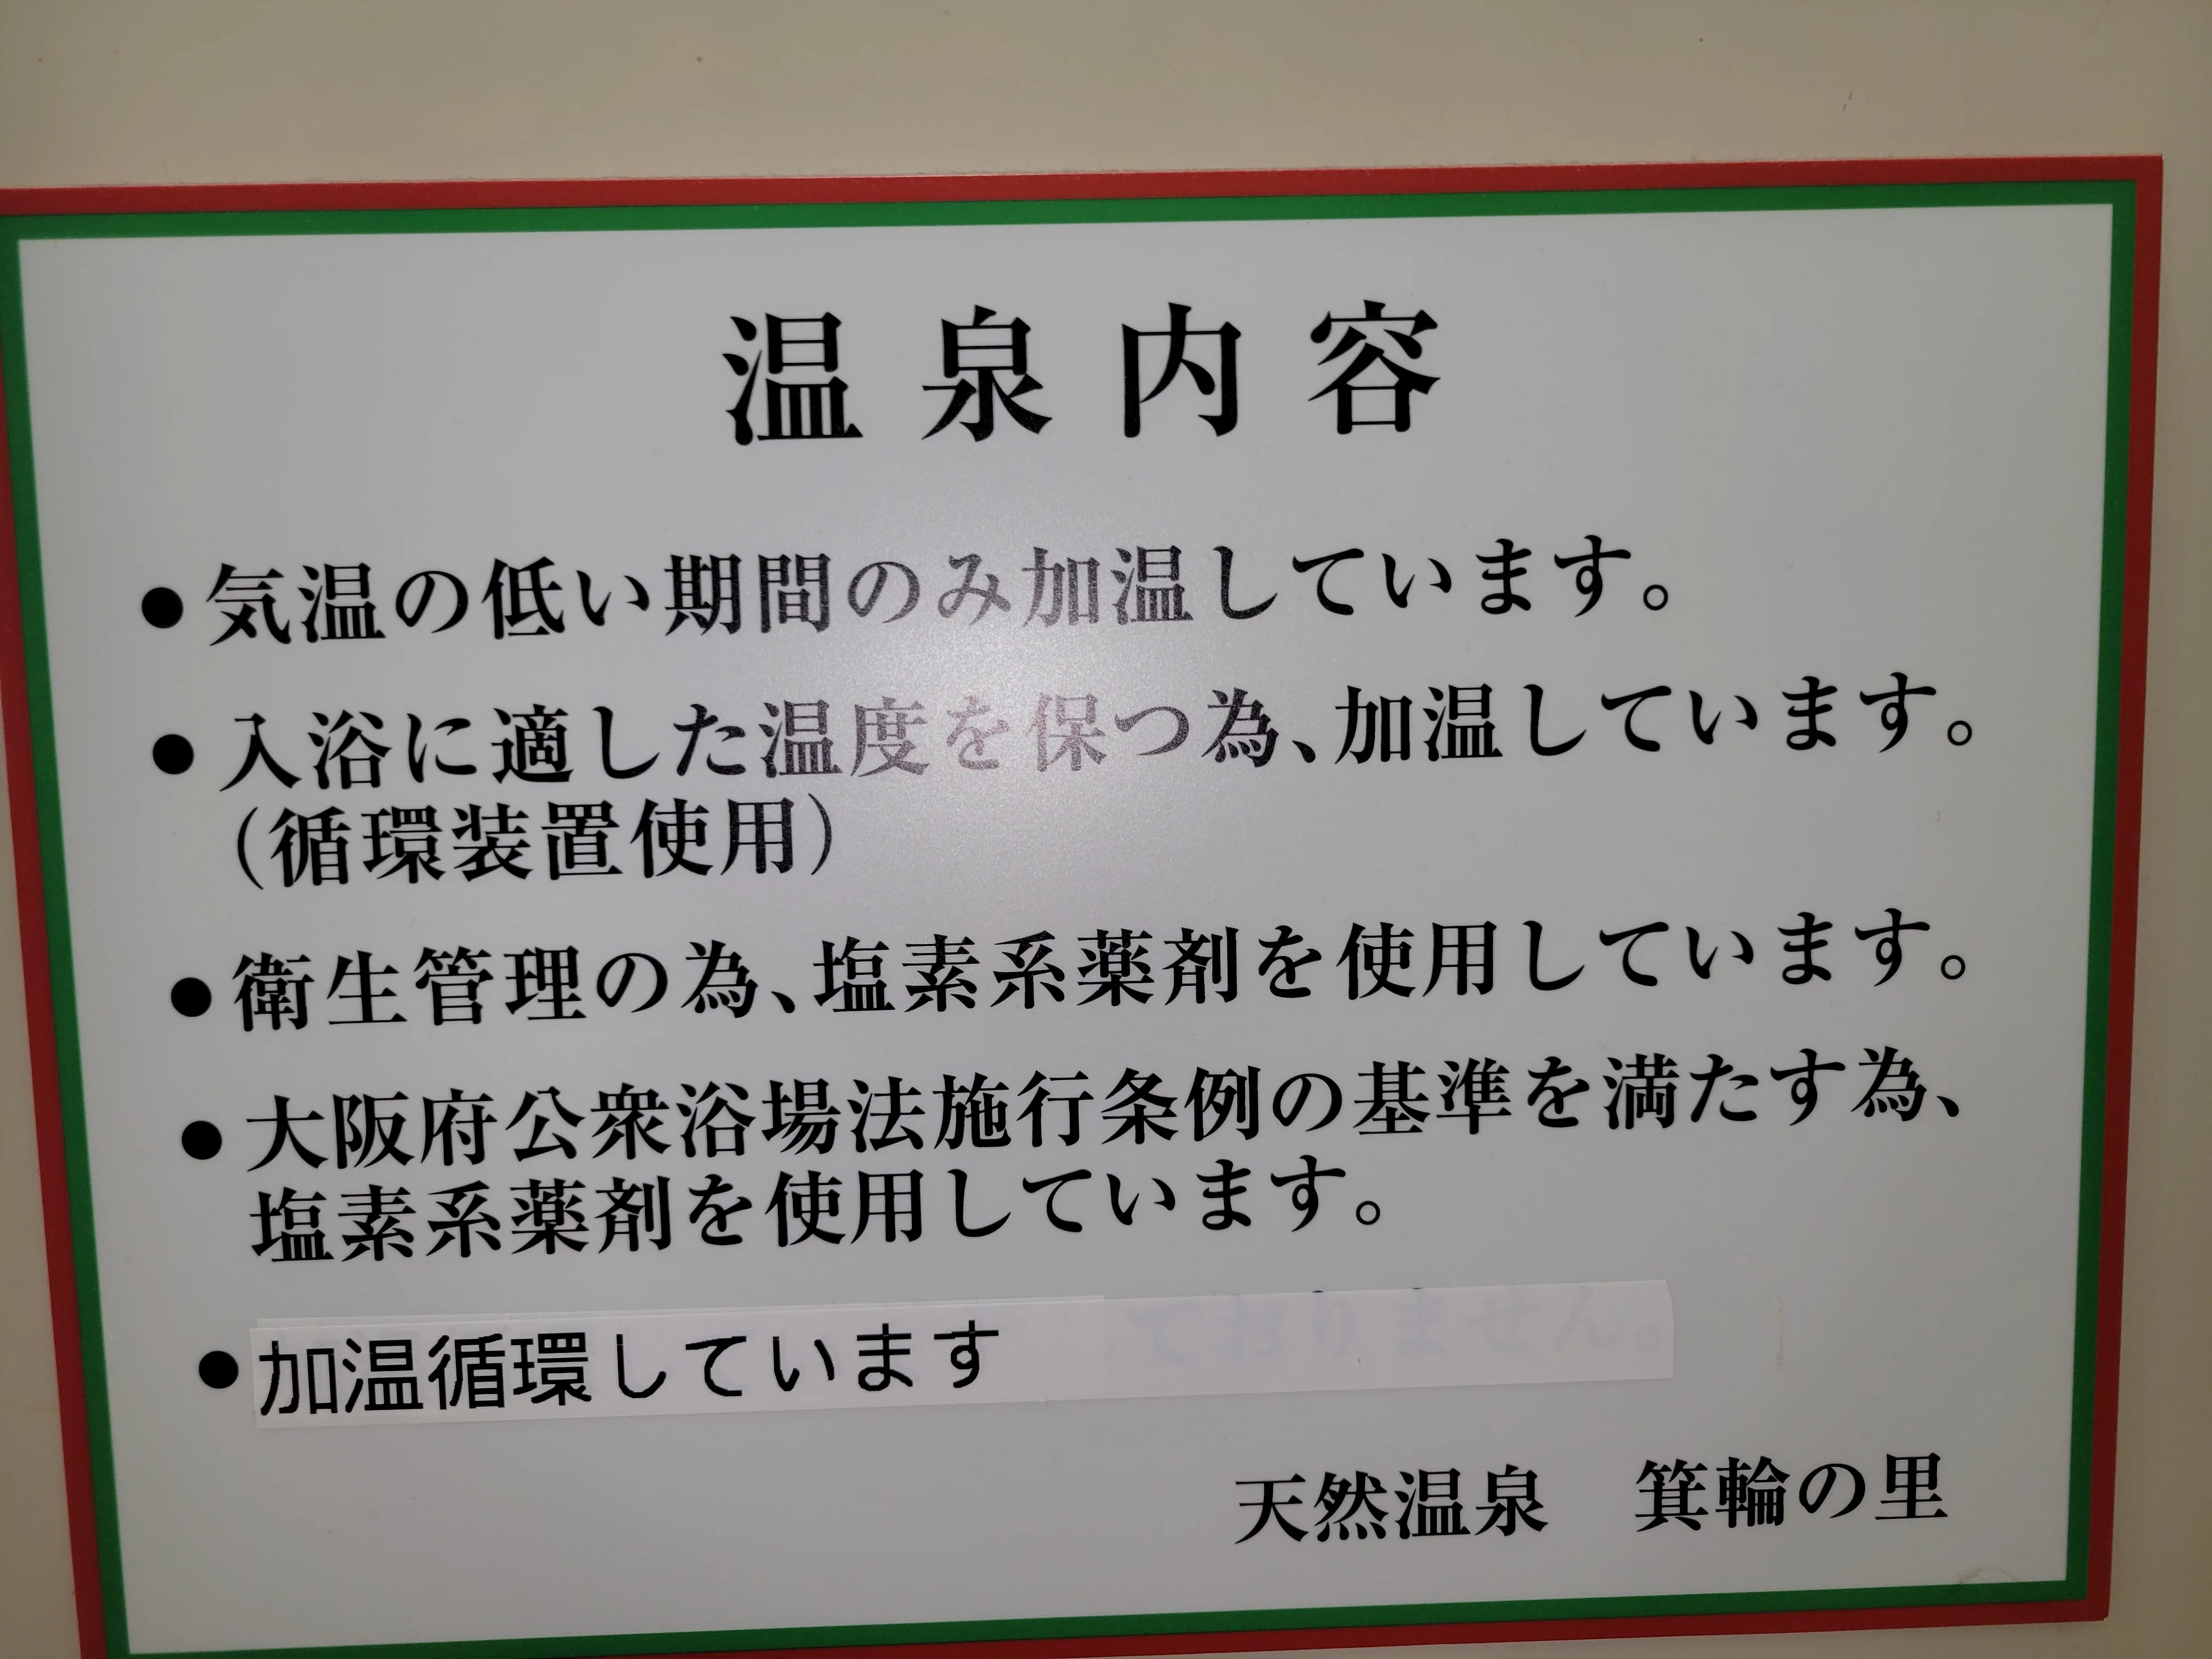 温泉内容
●気温の低い期間のみ加温しています。
●入浴に適した温度を保つ為、加温しています。
（循環装置使用）
●衛生管理の為、塩素系薬剤を使用しています。
●大阪府公衆浴場法施行条例の基準を満たす為、
塩素系薬剤を使用しています。
●加温循環しています
ておりません。
天然温泉　箕輪の里